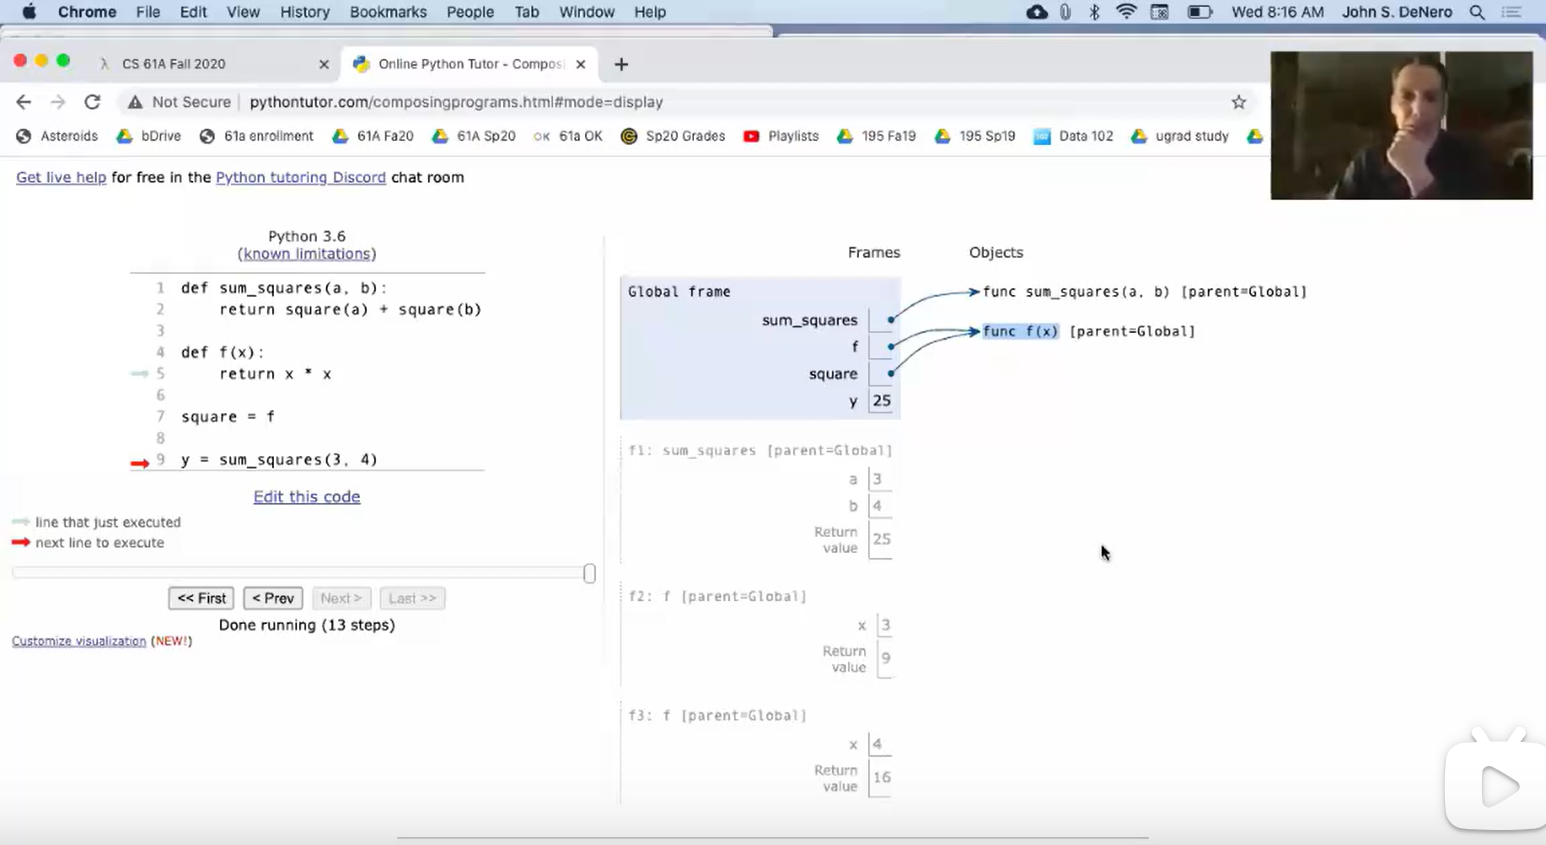 Chrome File Edit View History Bookmarks People Tab Window Help Wed 8:16 AM John S. DeNero
CS 61A Fall 2020 Online Python Tutor - Compos
Not Secure pythontutor.com/composingprograms.html#mode=display
Asteroids bDrive 61a enrollment 61A Fa20 61A Sp20 OK 61a OK Sp20 Grades Playlists 195 Fa19 195 Sp19 Data 102 ugrad study
Get live help for free in the Python tutoring Discord chat room
Python 3.6
(known limitations)
1 def sum_squares(a, b):
2 return square(a) + square(b)
3
4 def f(x):
5 return x * x
6
7 square = f
8
9 y = sum_squares(3, 4)
Edit this code
line that just executed
next line to execute
<< First < Prev Next > Last >>
Done running (13 steps)
Customize visualization (NEW!)
Frames Objects
Global frame
sum_squares
f
square
y 25
func sum_squares(a, b) [parent=Global]
func f(x) [parent=Global]
f1: sum_squares [parent=Global]
a 3
b 4
Return
value 25
f2: f [parent=Global]
x 3
Return
value 9
f3: f [parent=Global]
x 4
Return
value 16